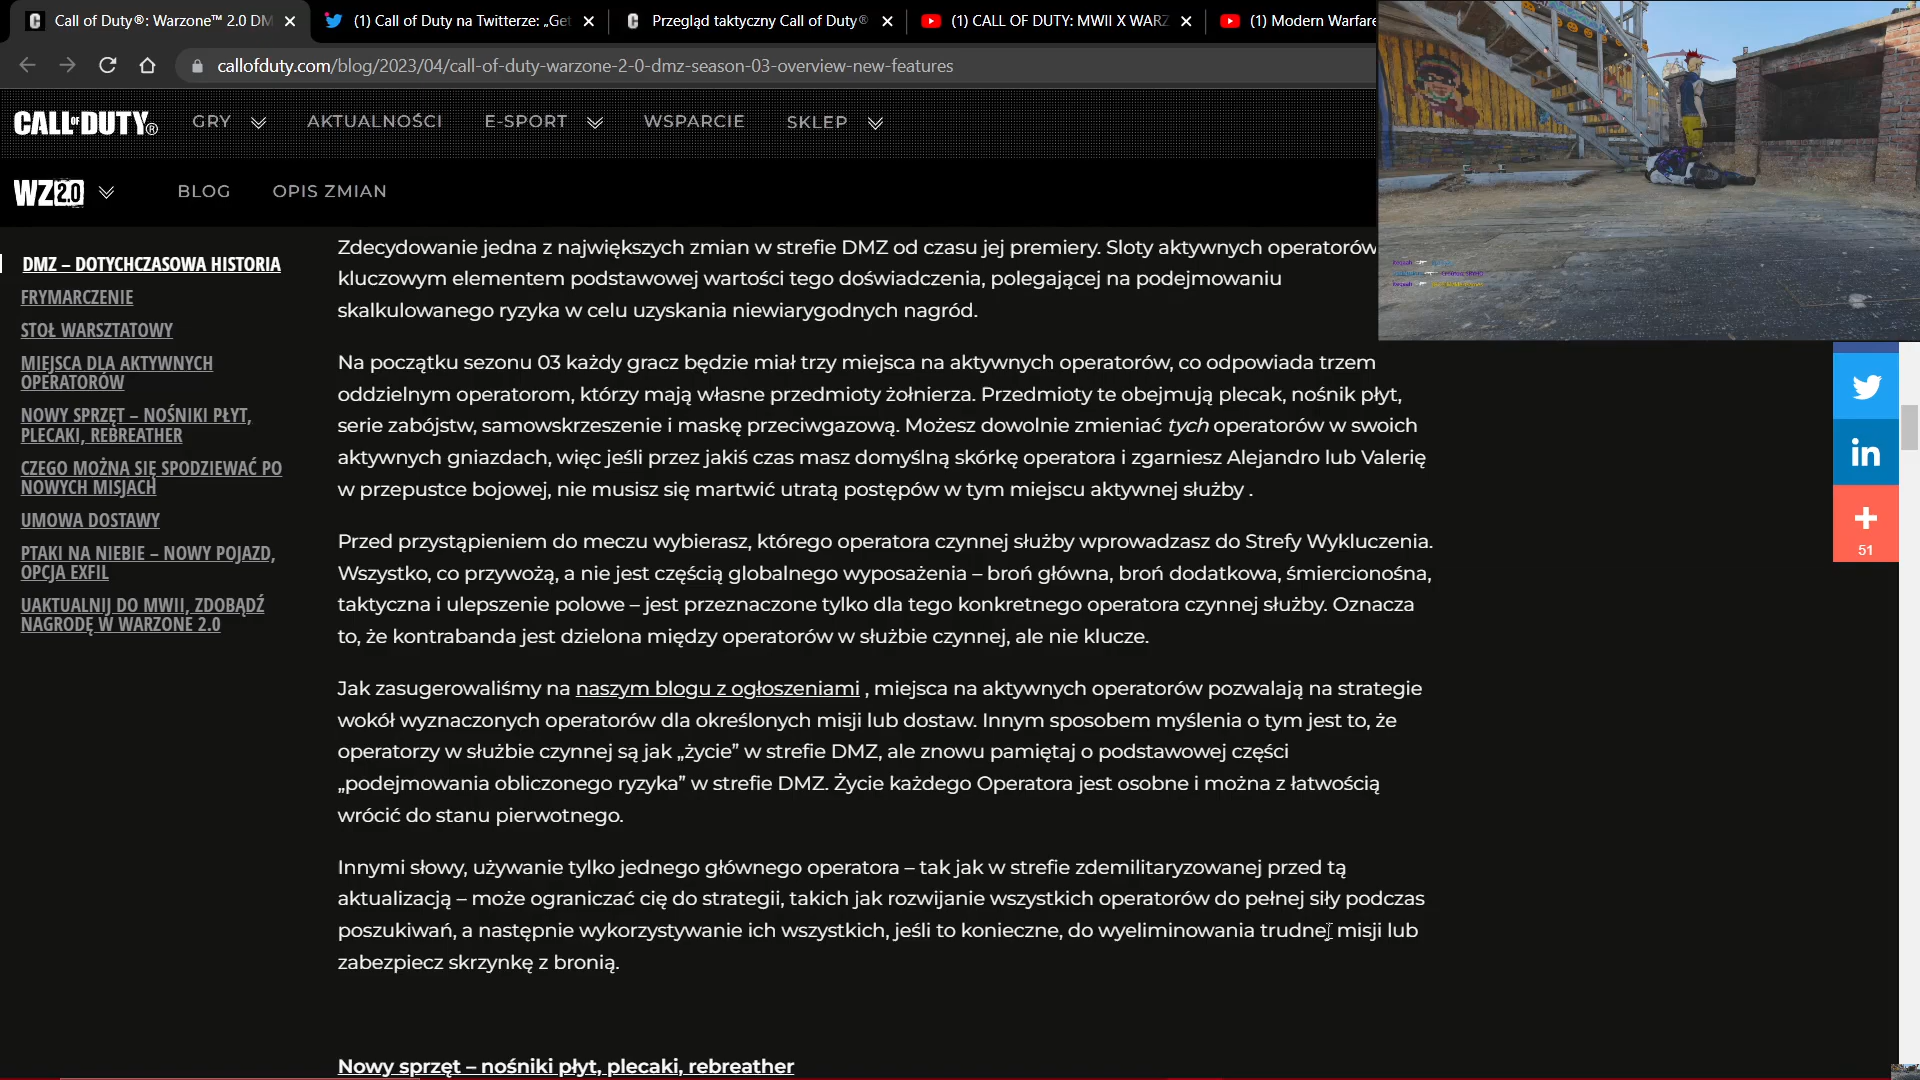 Call of Duty®: Warzone™ 2.0 DM
(1) Call of Duty na Twitterze: „Get
Przegląd taktyczny Call of Duty®
(1) CALL OF DUTY: MWII X WARZ
(1) Modern Warfare
callofduty.com/blog/2023/04/call-of-duty-warzone-2-0-dmz-season-03-overview-new-features
CALL OF DUTY®
GRY
AKTUALNOŚCI
E-SPORT
WSPARCIE
SKLEP
WZ2.0
BLOG
OPIS ZMIAN
DMZ – DOTYCHCZASOWA HISTORIA
FRYMARCZENIE
STOŁ WARSZTATOWY
MIEJSCA DLA AKTYWNYCH
OPERATORÓW
NOWY SPRZĘT – NOŚNIKI PŁYT,
PLECAKI, REBREATHER
CZEGO MOŻNA SIĘ SPODZIEWAĆ PO
NOWYCH MISJACH
UMOWA DOSTAWY
PTAKI NA NIEBIE – NOWY POJAZD,
OPCJA EXFIL
UAKTUALNIJ DO MWII, ZDOBĄDŹ
NAGRODĘ W WARZONE 2.0
Zdecydowanie jedna z największych zmian w strefie DMZ od czasu jej premiery. Sloty aktywnych operatorów
kluczowym elementem podstawowej wartości tego doświadczenia, polegającej na podejmowaniu
skalkulowanego ryzyka w celu uzyskania niewiarygodnych nagród.
Na początku sezonu 03 każdy gracz będzie miał trzy miejsca na aktywnych operatorów, co odpowiada trzem
oddzielnym operatorom, którzy mają własne przedmioty żołnierza. Przedmioty te obejmują plecak, nośnik płyt,
serie zabójstw, samowskrzeszenie i maskę przeciwgazową. Możesz dowolnie zmieniać tych operatorów w swoich
aktywnych gniazdach, więc jeśli przez jakiś czas masz domyślną skórkę operatora i zgarniesz Alejandro lub Valerię
w przepustce bojowej, nie musisz się martwić utratą postępów w tym miejscu aktywnej służby .
Przed przystąpieniem do meczu wybierasz, którego operatora czynnej służby wprowadzasz do Strefy Wykluczenia.
Wszystko, co przywożą, a nie jest częścią globalnego wyposażenia – broń główna, broń dodatkowa, śmiercionośna,
taktyczna i ulepszenie polowe – jest przeznaczone tylko dla tego konkretnego operatora czynnej służby. Oznacza
to, że kontrabanda jest dzielona między operatorów w służbie czynnej, ale nie klucze.
Jak zasugerowaliśmy na naszym blogu z ogłoszeniami , miejsca na aktywnych operatorów pozwalają na strategie
wokół wyznaczonych operatorów dla określonych misji lub dostaw. Innym sposobem myślenia o tym jest to, że
operatorzy w służbie czynnej są jak „życie” w strefie DMZ, ale znowu pamiętaj o podstawowej części
„podejmowania obliczonego ryzyka” w strefie DMZ. Życie każdego Operatora jest osobne i można z łatwością
wrócić do stanu pierwotnego.
Innymi słowy, używanie tylko jednego głównego operatora – tak jak w strefie zdemilitaryzowanej przed tą
aktualizacją – może ograniczać cię do strategii, takich jak rozwijanie wszystkich operatorów do pełnej siły podczas
poszukiwań, a następnie wykorzystywanie ich wszystkich, jeśli to konieczne, do wyeliminowania trudnej misji lub
zabezpiecz skrzynkę z bronią.
Nowy sprzęt – nośniki płyt, plecaki, rebreather
in
51